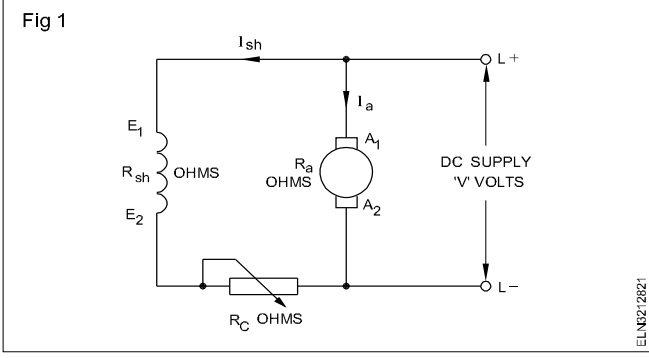 Fig 1
Ish
L+
Ia
E1
A1
Rsh OHMS
Ra
OHMS
DC SUPPLY
'V' VOLTS
E2
A2
L-
RC OHMS
ELN3212821